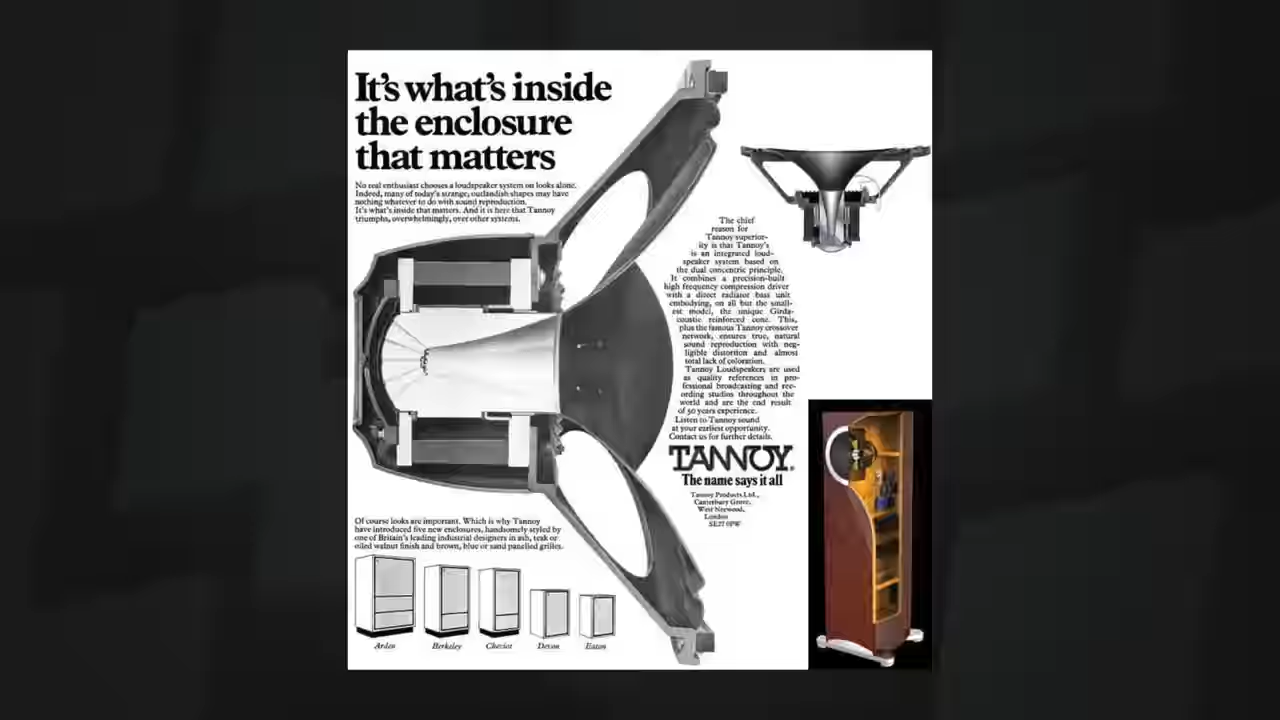 It's what's inside
the enclosure
that matters
No real enthusiast chooses a loudspeaker system on looks alone.
Indeed, many of today's strange, outlandish shapes may have
nothing whatever to do with sound reproduction.
It's what's inside that matters. And it is here that Tannoy
triumphs, overwhelmingly, over other systems.
The chief
reason for
Tannoy superior-
ity is that Tannoy's
is an integrated loud-
speaker system based on
the dual concentric principle.
It combines a precision-built
high frequency compression driver
with a direct radiator bass unit
embodying, on all but the small-
est model, the unique Girda-
coustic reinforced cone. This,
plus the famous Tannoy crossover
network, ensures true, natural
sound reproduction with neg-
ligible distortion and almost
total lack of coloration.
Tannoy Loudspeakers are used
as quality references in pro-
fessional broadcasting and rec-
ording studios throughout the
world and are the end result
of 50 years experience.
Listen to Tannoy sound
at your earliest opportunity.
Contact us for further details.
TANNOY®
The name says it all
Tannoy Products Ltd.,
Canterbury Grove,
West Norwood,
London
SE27 0PW
Of course looks are important. Which is why Tannoy
have introduced five new enclosures, handsomely styled by
one of Britain's leading industrial designers in ash, teak or
oiled walnut finish and brown, blue or sand panelled grilles.
Arden Berkeley Cheviot Devon Eaton